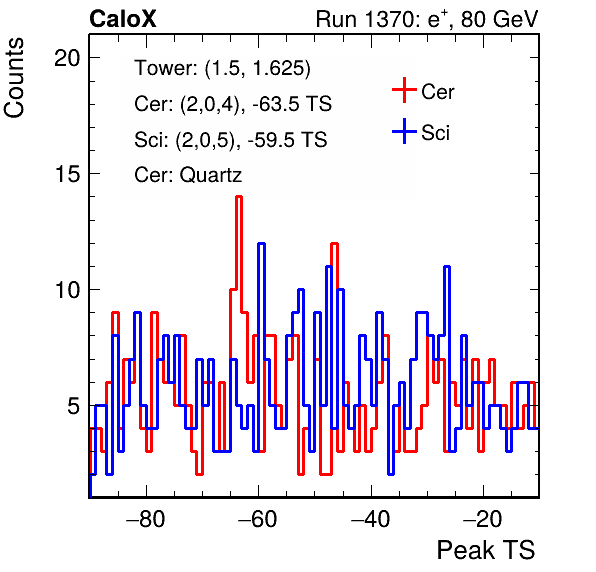 CaloX Run 1370: e+, 80 GeV
Counts
Tower: (1.5, 1.625)
Cer: (2,0,4), -63.5 TS
Sci: (2,0,5), -59.5 TS
Cer: Quartz
Cer
Sci
20
15
10
5
−80 −60 −40 −20
Peak TS